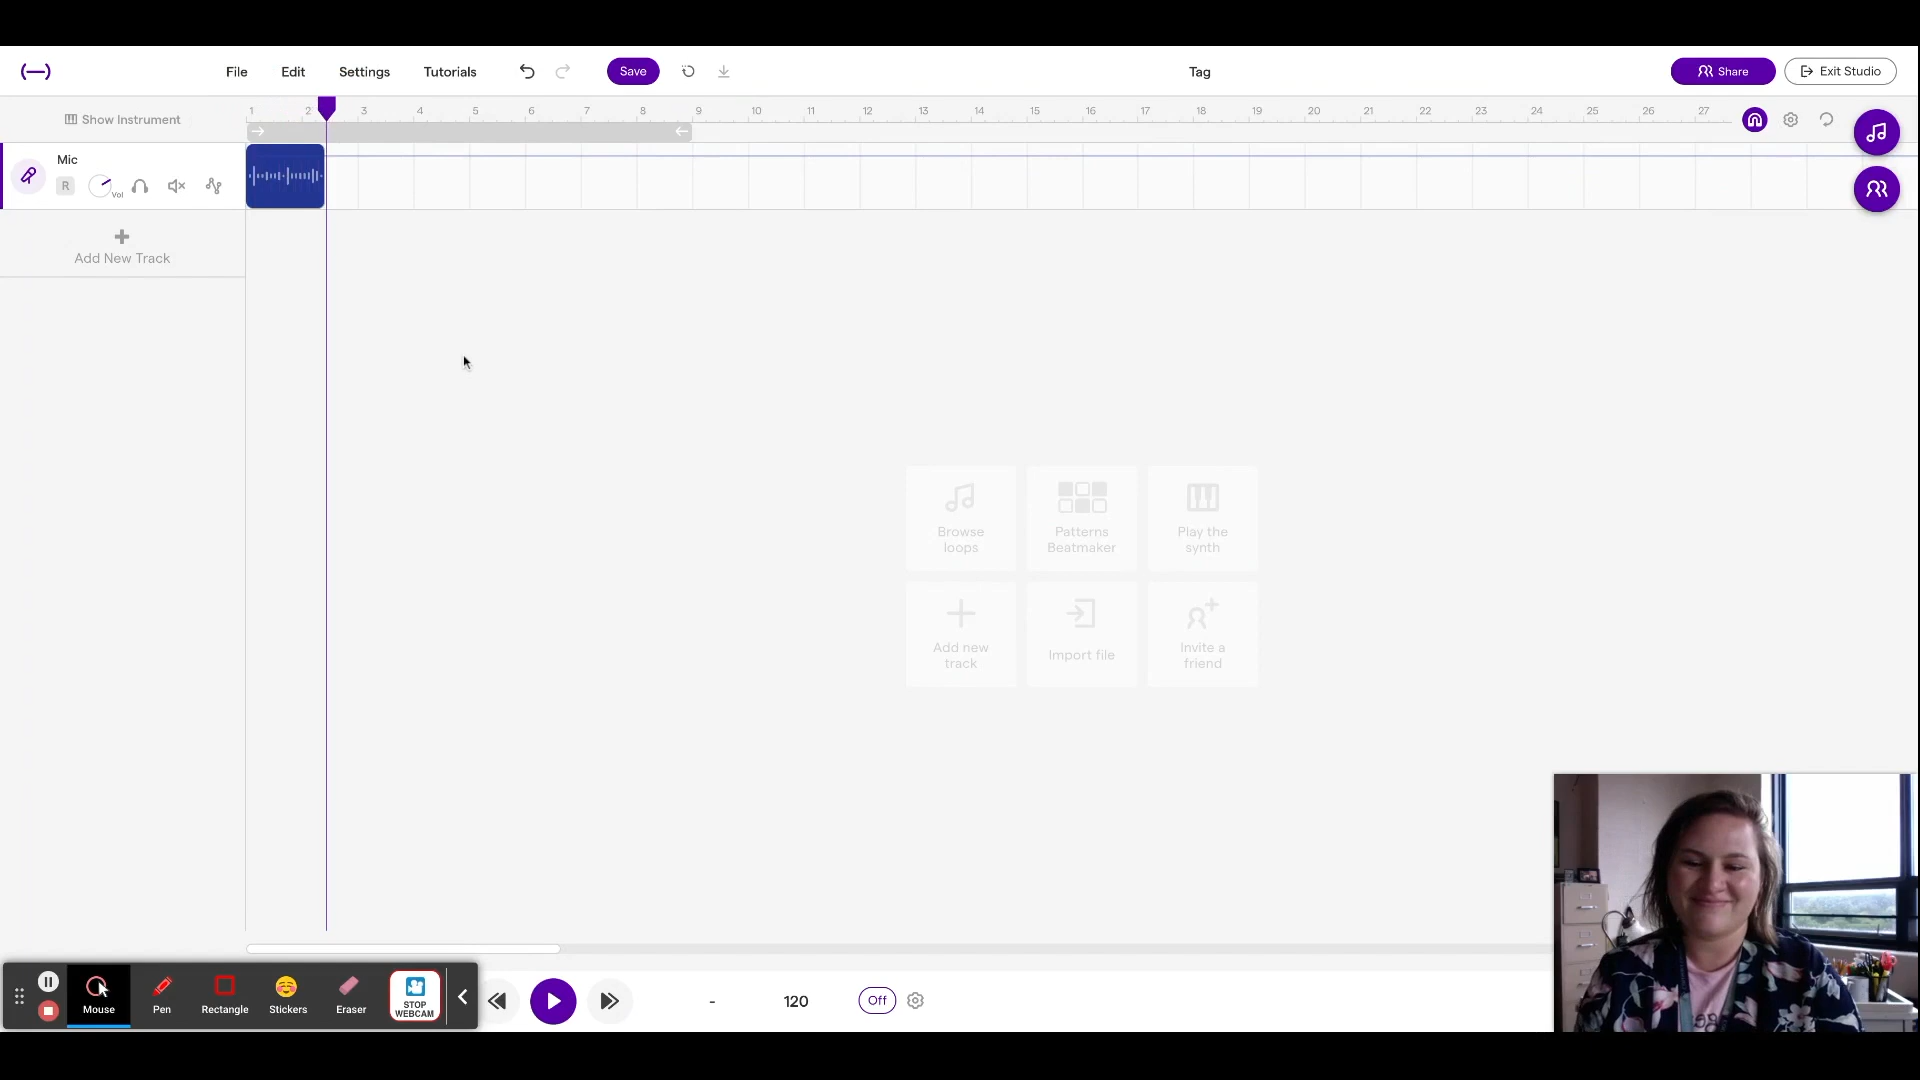 File Edit Settings Tutorials Save Tag Share Exit Studio
Show Instrument 1 2 3 4 5 6 7 8 9 10 11 12 13 14 15 16 17 18 19 20 21 22 23 24 25 26 27
Mic
R Vol
Add New Track
Browse
loops
Patterns
Beatmaker
Play the
synth
Add new
track
Import file
Invite a
friend
Mouse Pen Rectangle Stickers Eraser STOP
WEBCAM
- 120 Off